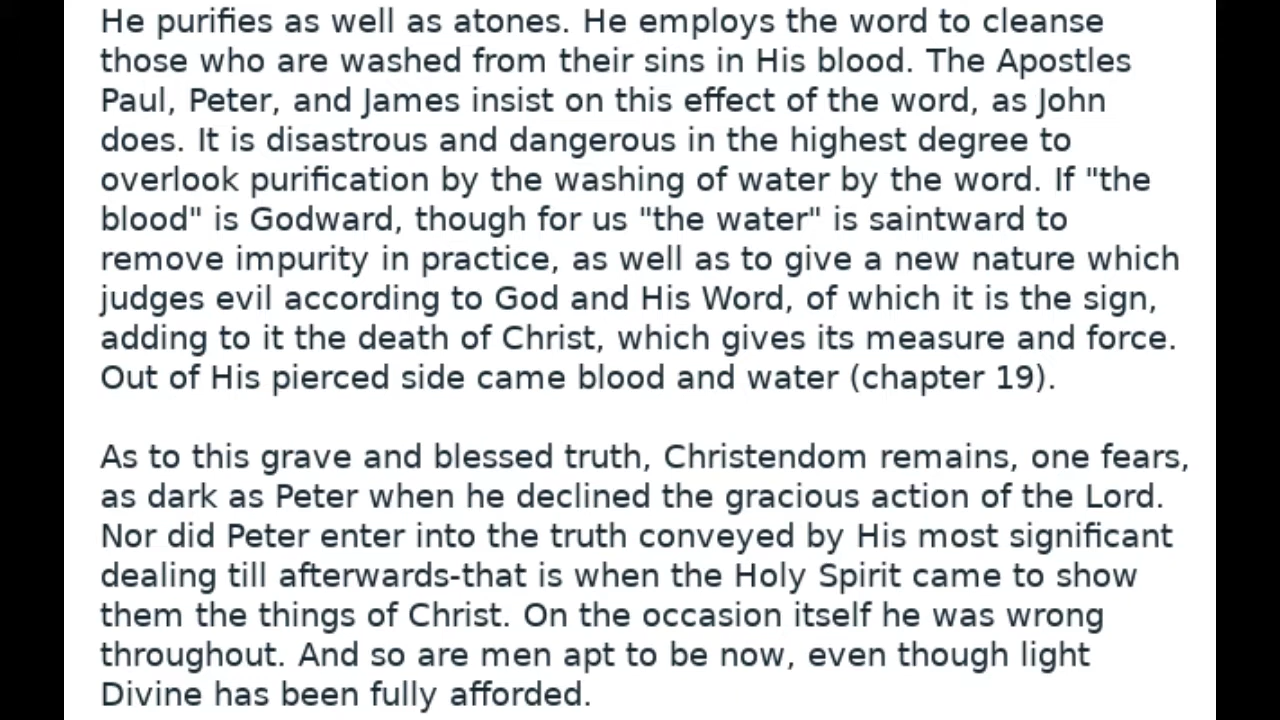 He purifies as well as atones. He employs the word to cleanse
those who are washed from their sins in His blood. The Apostles
Paul, Peter, and James insist on this effect of the word, as John
does. It is disastrous and dangerous in the highest degree to
overlook purification by the washing of water by the word. If "the
blood" is Godward, though for us "the water" is saintward to
remove impurity in practice, as well as to give a new nature which
judges evil according to God and His Word, of which it is the sign,
adding to it the death of Christ, which gives its measure and force.
Out of His pierced side came blood and water (chapter 19).

As to this grave and blessed truth, Christendom remains, one fears,
as dark as Peter when he declined the gracious action of the Lord.
Nor did Peter enter into the truth conveyed by His most significant
dealing till afterwards-that is when the Holy Spirit came to show
them the things of Christ. On the occasion itself he was wrong
throughout. And so are men apt to be now, even though light
Divine has been fully afforded.